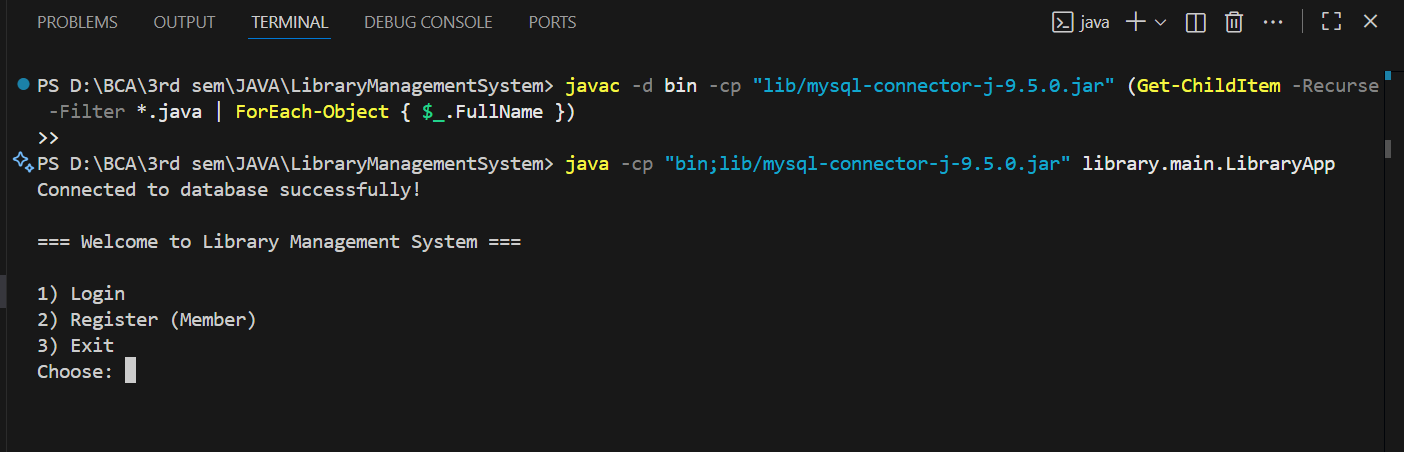 PROBLEMS OUTPUT TERMINAL DEBUG CONSOLE PORTS java
PS D:\BCA\3rd sem\JAVA\LibraryManagementSystem> javac -d bin -cp "lib/mysql-connector-j-9.5.0.jar" (Get-ChildItem -Recurse
-Filter *.java | ForEach-Object { $_.FullName })
>>
PS D:\BCA\3rd sem\JAVA\LibraryManagementSystem> java -cp "bin;lib/mysql-connector-j-9.5.0.jar" library.main.LibraryApp
Connected to database successfully!
=== Welcome to Library Management System ===
1) Login
2) Register (Member)
3) Exit
Choose: